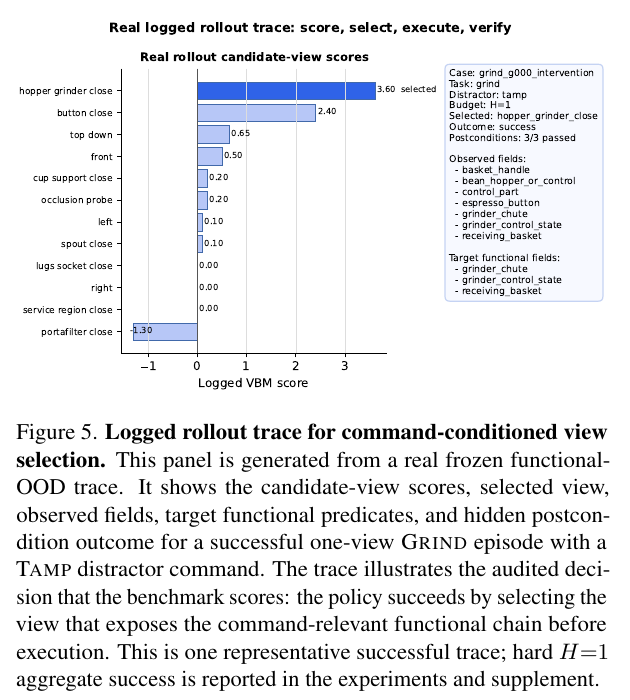 Real logged rollout trace: score, select, execute, verify
Real rollout candidate-view scores
hopper grinder close
3.60 selected
button close
2.40
top down
0.65
front
0.50
cup support close
0.20
occlusion probe
0.20
left
0.10
spout close
0.10
lugs socket close
0.00
right
0.00
service region close
0.00
portafilter close
-1.30
−1 0 1 2 3
Logged VBM score
Case: grind_g000_intervention
Task: grind
Distractor: tamp
Budget: H=1
Selected: hopper_grinder_close
Outcome: success
Postconditions: 3/3 passed
Observed fields:
- basket_handle
- bean_hopper_or_control
- control_part
- espresso_button
- grinder_chute
- grinder_control_state
- receiving_basket
Target functional fields:
- grinder_chute
- grinder_control_state
- receiving_basket
Figure 5. Logged rollout trace for command-conditioned view
selection. This panel is generated from a real frozen functional-
OOD trace. It shows the candidate-view scores, selected view,
observed fields, target functional predicates, and hidden postcon-
dition outcome for a successful one-view GRIND episode with a
TAMP distractor command. The trace illustrates the audited deci-
sion that the benchmark scores: the policy succeeds by selecting the
view that exposes the command-relevant functional chain before
execution. This is one representative successful trace; hard H=1
aggregate success is reported in the experiments and supplement.